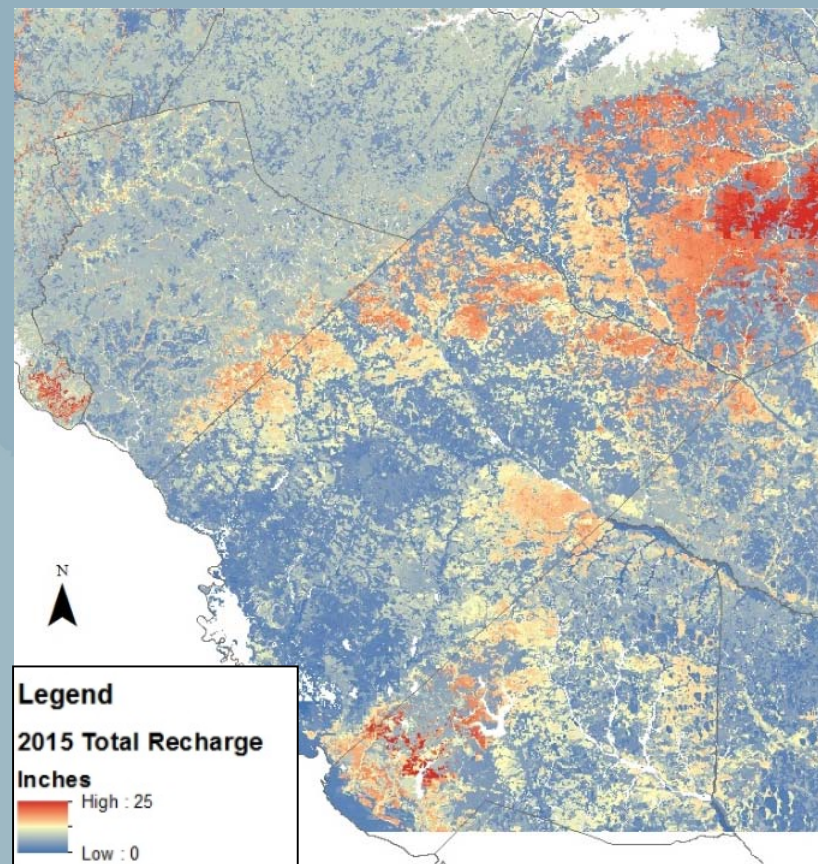 N
Legend
2015 Total Recharge
Inches
High : 25
Low : 0